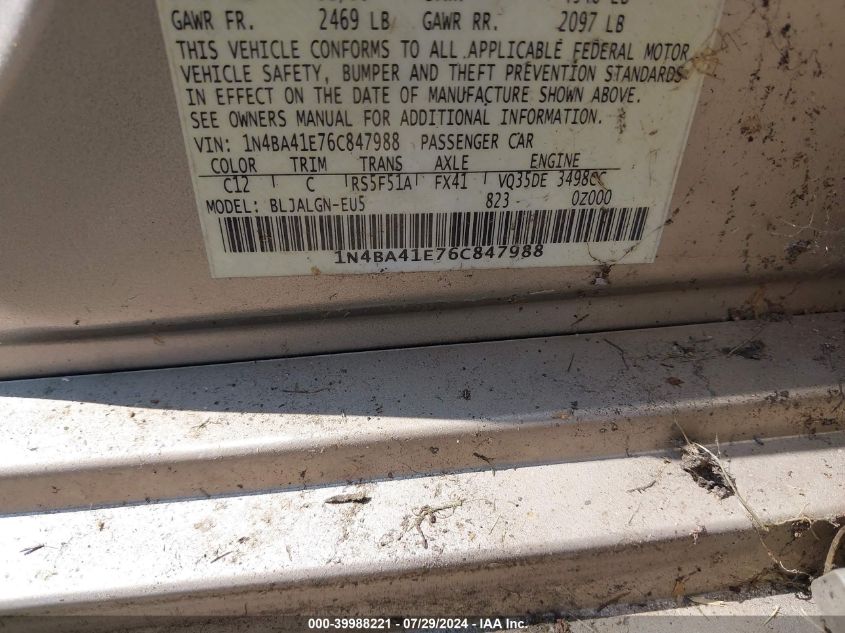 GAWR FR. 2469 LB GAWR RR. 2097 LB
THIS VEHICLE CONFORMS TO ALL APPLICABLE FEDERAL MOTOR
VEHICLE SAFETY, BUMPER AND THEFT PREVENTION STANDARDS
IN EFFECT ON THE DATE OF MANUFACTURE SHOWN ABOVE.
SEE OWNERS MANUAL FOR ADDITIONAL INFORMATION.
VIN: 1N4BA41E76C847988 PASSENGER CAR
COLOR TRIM TRANS AXLE ENGINE
C12 C RS5F51A FX41 VQ35DE 3498CC
MODEL: BLJALGN-EU5 823 0Z000
1N4BA41E76C847988
000-39988221 - 07/29/2024 - IAA Inc.